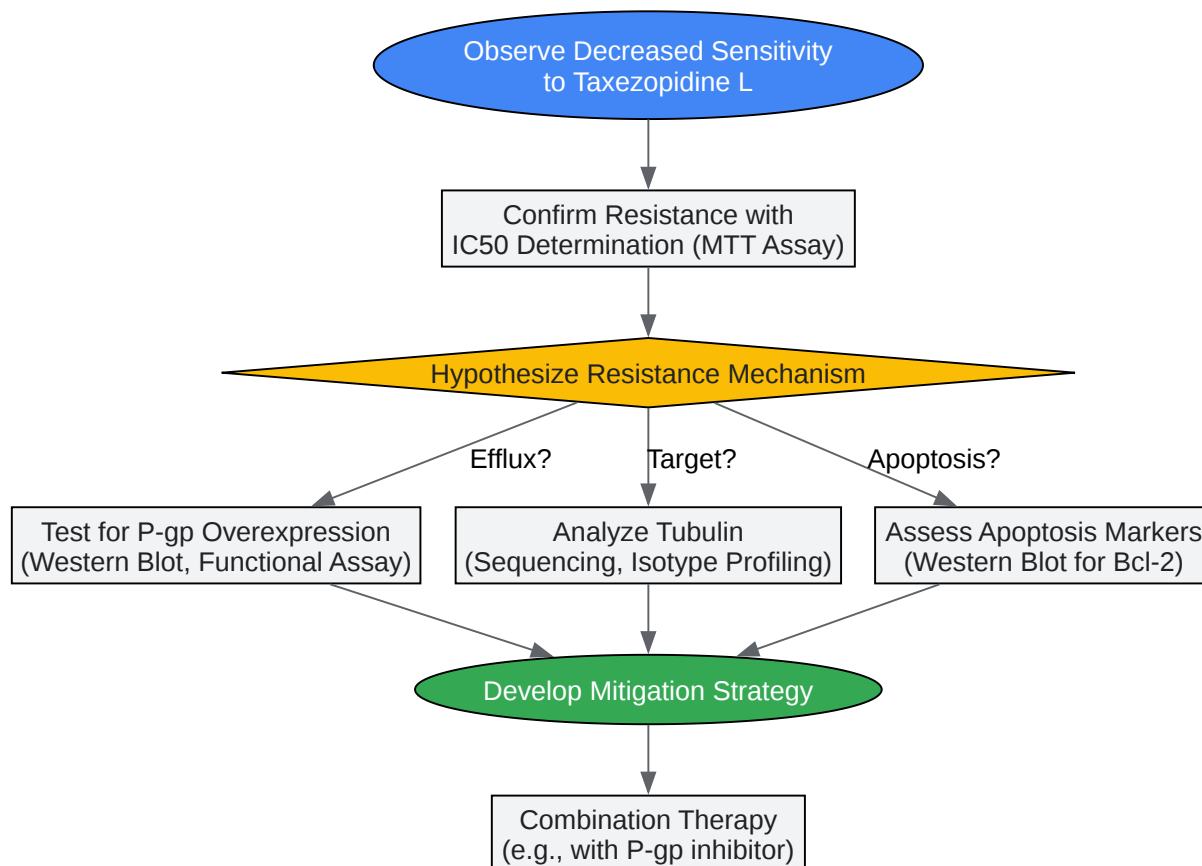 Observe Decreased Sensitivity
to Taxezopidine L
Confirm Resistance with
IC50 Determination (MTT Assay)
Hypothesize Resistance Mechanism
Efflux?
Target?
Apoptosis?
Test for P-gp Overexpression
(Western Blot, Functional Assay)
Analyze Tubulin
(Sequencing, Isotype Profiling)
Assess Apoptosis Markers
(Western Blot for Bcl-2)
Develop Mitigation Strategy
Combination Therapy
(e.g., with P-gp inhibitor)